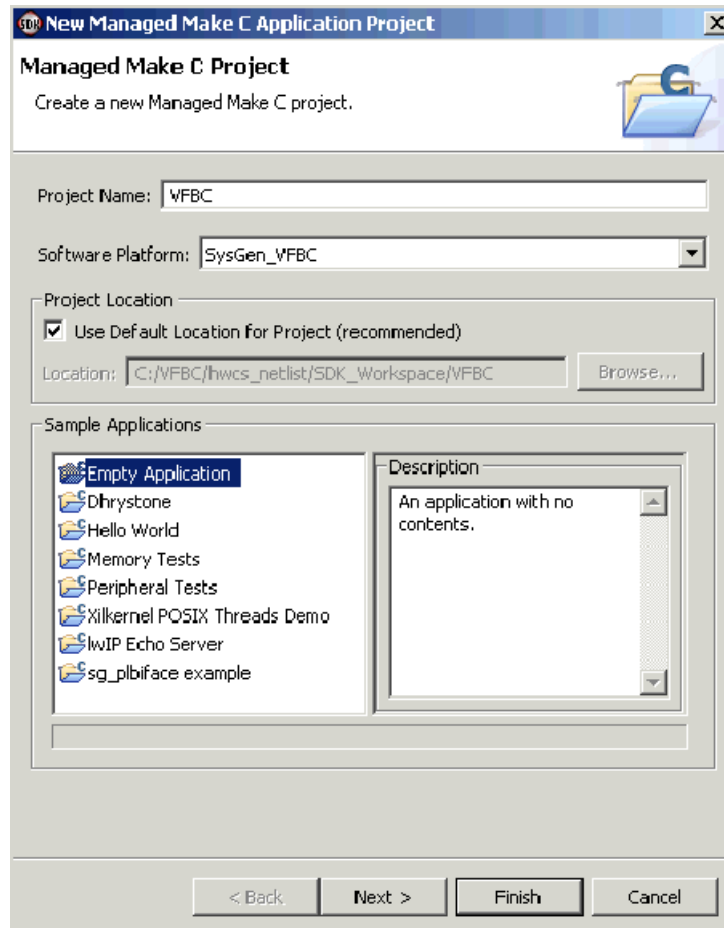 SDK New Managed Make C Application Project
Managed Make C Project
Create a new Managed Make C project.
Project Name: VFBC
Software Platform: SysGen_VFBC
Project Location
Use Default Location for Project (recommended)
Location: C:/VFBC/hwcs_netlist/SDK_Workspace/VFBC Browse...
Sample Applications
Empty Application
Dhrystone
Hello World
Memory Tests
Peripheral Tests
Xilkernel POSIX Threads Demo
lwIP Echo Server
sg_plbiface example
Description
An application with no
contents.
< Back Next > Finish Cancel